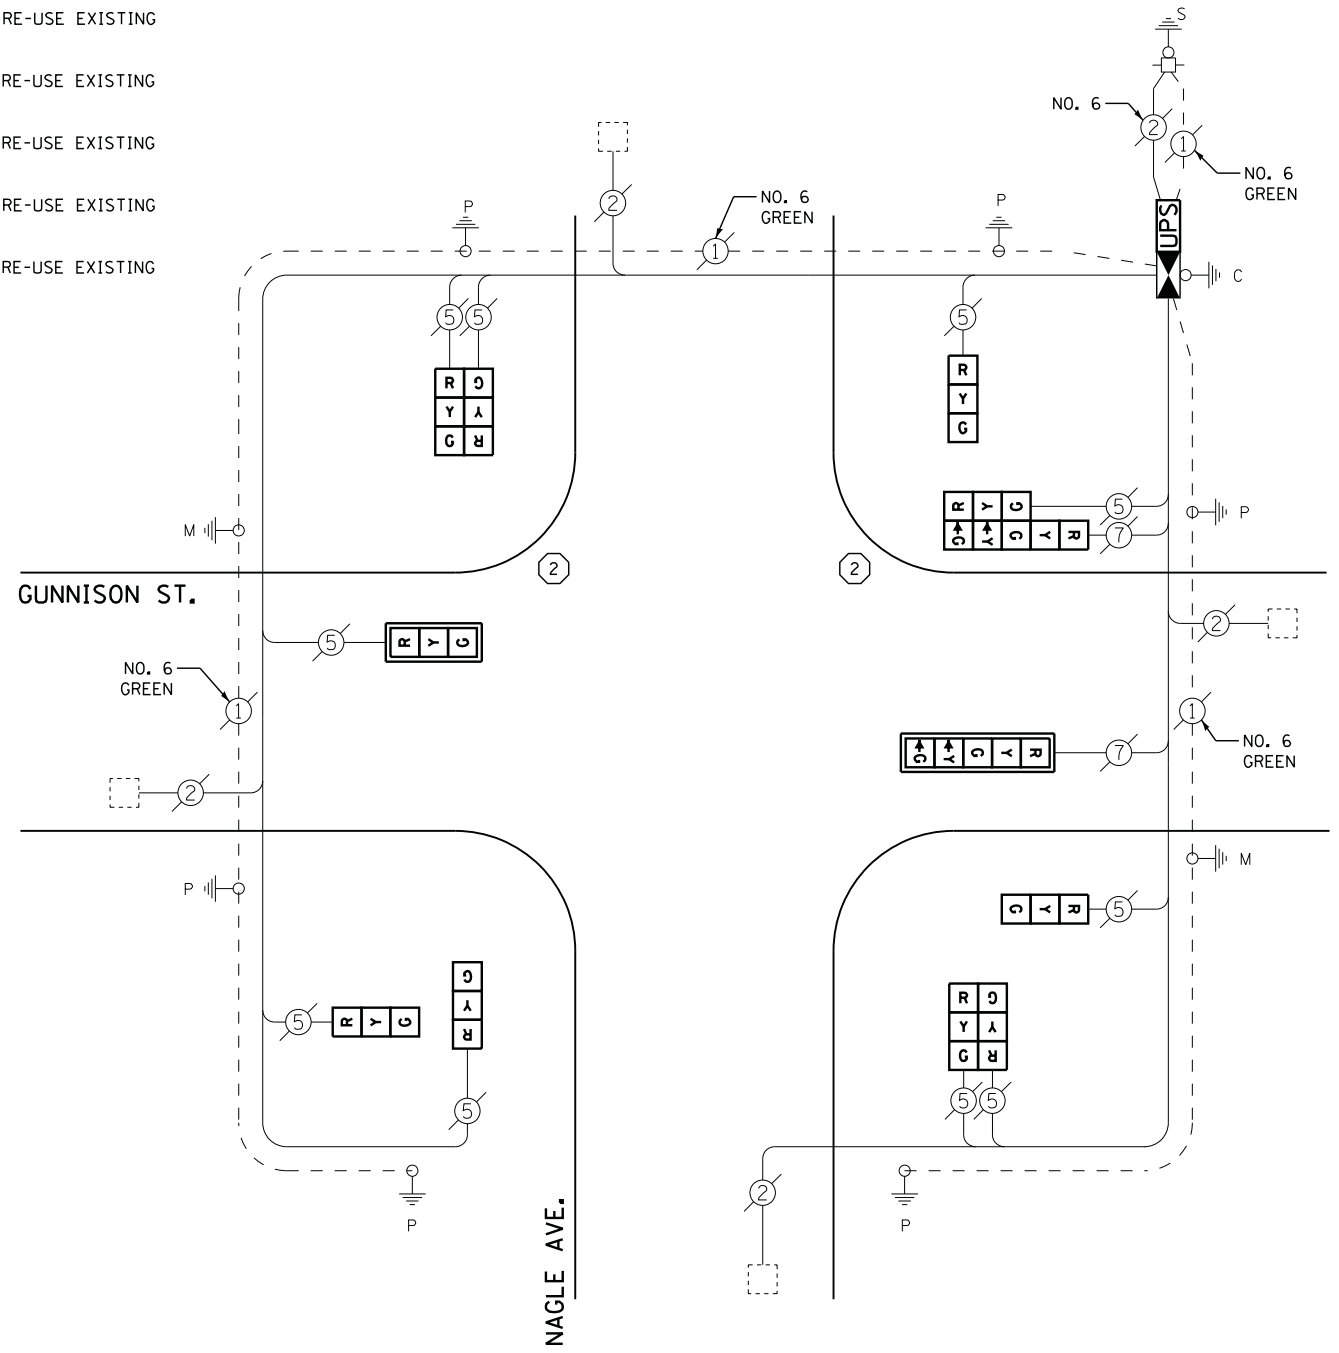 RE-USE EXISTING
S
RE-USE EXISTING
NO. 6
2
1
RE-USE EXISTING
NO. 6
GREEN
RE-USE EXISTING
P
2
NO. 6
GREEN
1
P
UPS
RE-USE EXISTING
C
5 5
5
R G
Y Y
G R
R
Y
G
M
R Y G
5
P
G Y G Y R
7
2
2
GUNNISON ST.
5
R Y G
2
NO. 6
GREEN
1
1
NO. 6
GREEN
G Y G Y R
7
2
P
M
G Y R
5
G
Y
R
5
R Y G
R G
Y Y
G R
5
5 5
P
P
2
NAGLE AVE.